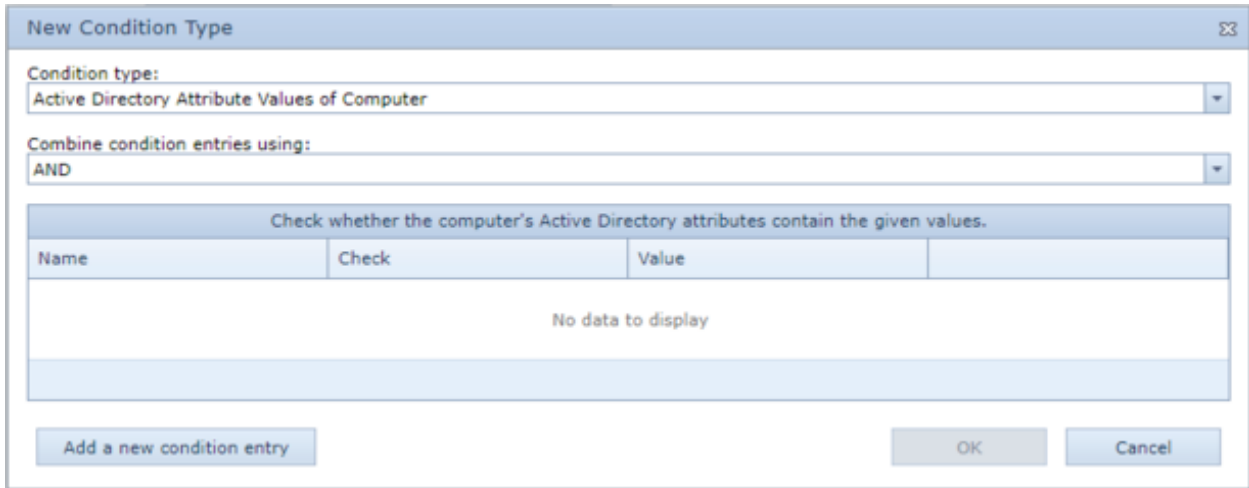 New Condition Type
Condition type:
Active Directory Attribute Values of Computer
Combine condition entries using:
AND
Check whether the computer's Active Directory attributes contain the given values.
Name Check Value
No data to display
Add a new condition entry OK Cancel